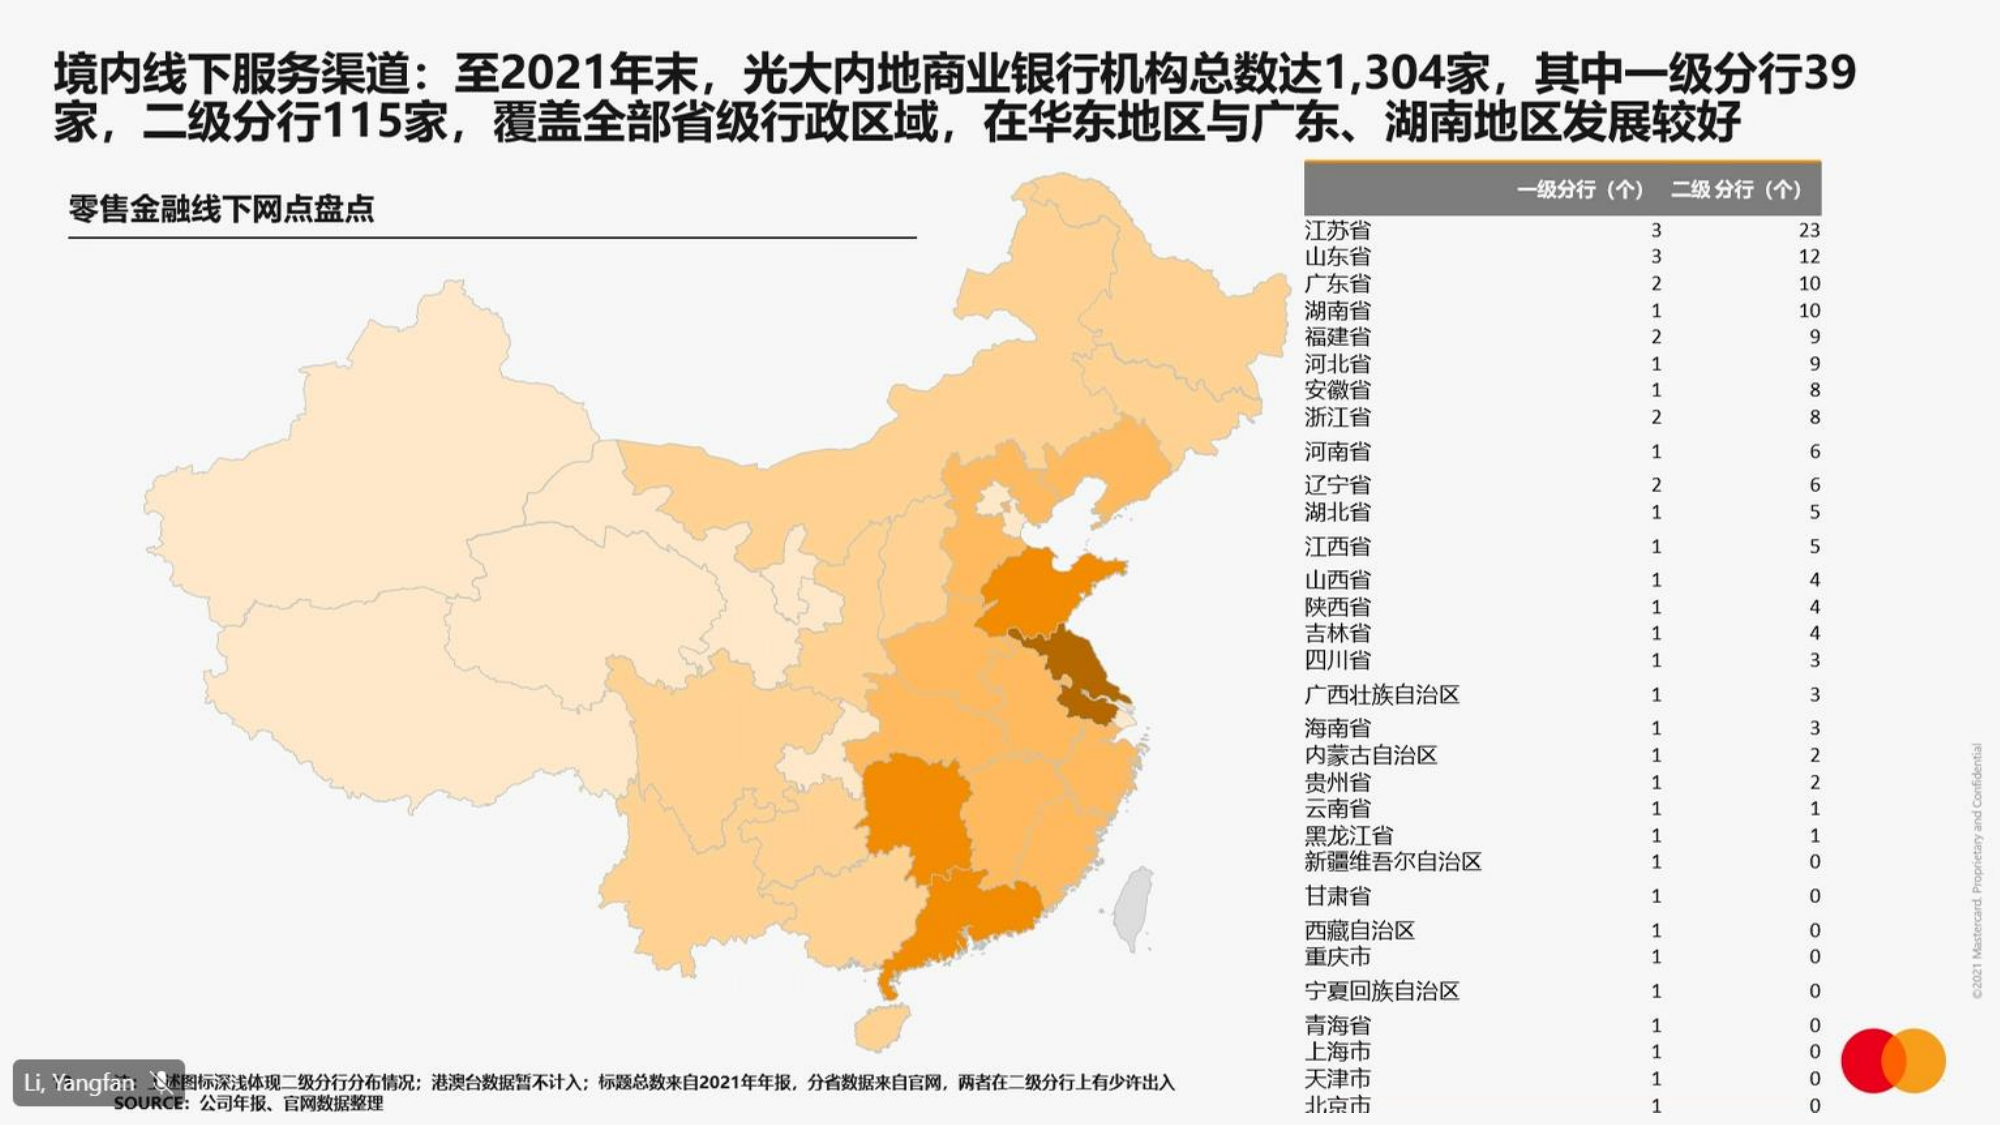 境内线下服务渠道：至2021年末，光大内地商业银行机构总数达1,304家，其中一级分行39
家，二级分行115家，覆盖全部省级行政区域，在华东地区与广东、湖南地区发展较好
零售金融线下网点盘点
一级分行（个） 二级 分行（个）
江苏省 3 23
山东省 3 12
广东省 2 10
湖南省 1 10
福建省 2 9
河北省 1 9
安徽省 1 8
浙江省 2 8
河南省 1 6
辽宁省 2 6
湖北省 1 5
江西省 1 5
山西省 1 4
陕西省 1 4
吉林省 1 4
四川省 1 3
广西壮族自治区 1 3
海南省 1 3
内蒙古自治区 1 2
贵州省 1 2
云南省 1 1
黑龙江省 1 1
新疆维吾尔自治区 1 0
甘肃省 1 0
西藏自治区 1 0
重庆市 1 0
宁夏回族自治区 1 0
青海省 1 0
上海市 1 0
天津市 1 0
北京市 1 0
©2021 Mastercard. Proprietary and Confidential
Li, Yangfan
述图标深浅体现二级分行分布情况；港澳台数据暂不计入；标题总数来自2021年年报，分省数据来自官网，两者在二级分行上有少许出入
SOURCE：公司年报、官网数据整理